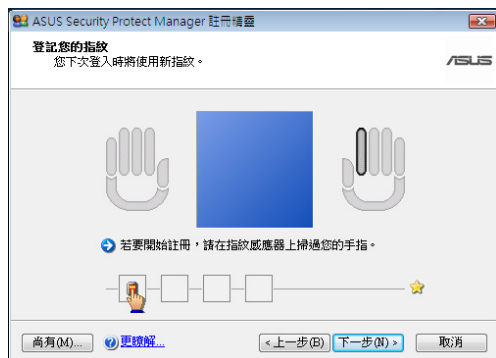 ASUS Security Protect Manager 註冊精靈
登記您的指紋
您下次登入時將使用新指紋。
ASUS
若要開始註冊，請在指紋感應器上掃過您的手指。
尚有(M)...
更瞭解...
<上一步(B)
下一步(N)>
取消